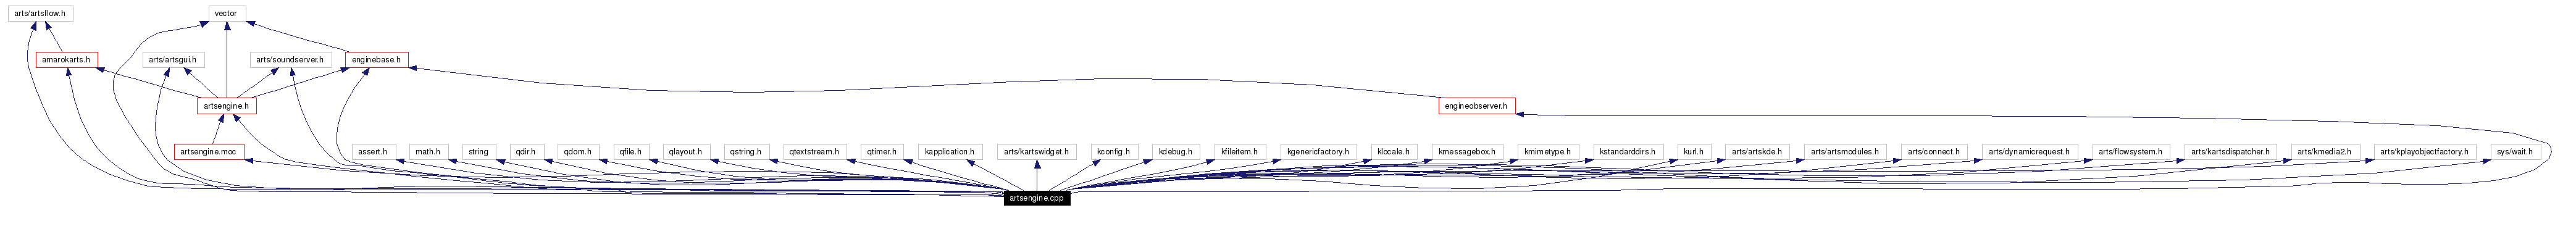 arts/artsflow.h
vector
amarokarts.h
arts/artsgui.h
arts/soundserver.h
enginebase.h
artsengine.h
engineobserver.h
artsengine.moc
assert.h
math.h
string
qdir.h
qdom.h
qfile.h
qlayout.h
qstring.h
qtextstream.h
qtimer.h
kapplication.h
arts/kartswidget.h
kconfig.h
kdebug.h
kfileitem.h
kgenericfactory.h
klocale.h
kmessagebox.h
kmimetype.h
kstandarddirs.h
kurl.h
arts/artskde.h
arts/artsmodules.h
arts/connect.h
arts/dynamicrequest.h
arts/flowsystem.h
arts/kartsdispatcher.h
arts/kmedia2.h
arts/kplayobjectfactory.h
sys/wait.h
artsengine.cpp